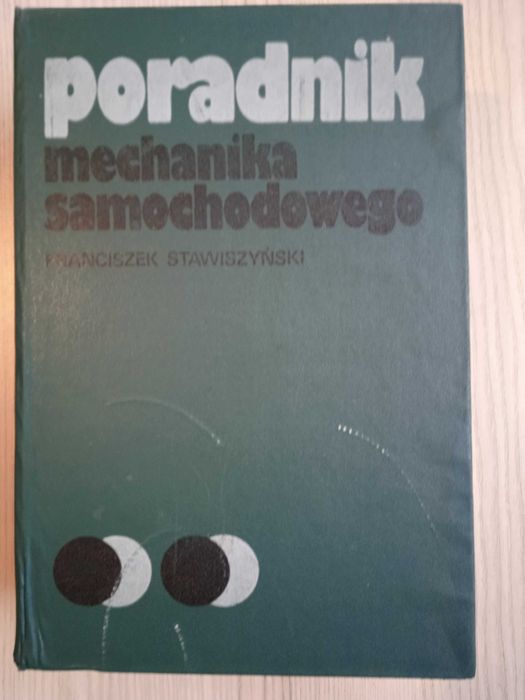 poradnik
mechanika
samochodowego
FRANCISZEK STAWISZYŃSKI